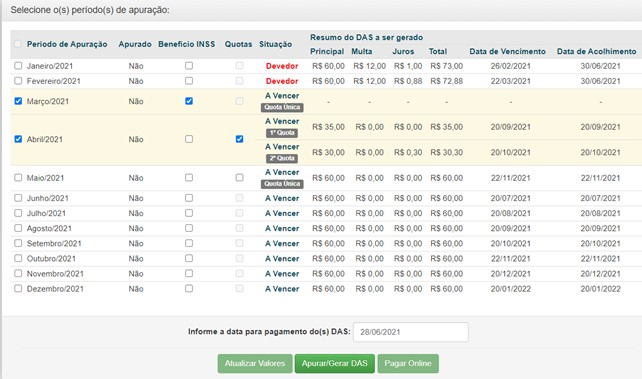 Selecione o(s) período(s) de apuração:
Resumo do DAS a ser gerado
Período de Apuração Apurado Benefício INSS Quotas Situação Principal Multa Juros Total Data de Vencimento Data de Acolhimento
Janeiro/2021 Não Devedor R$ 60,00 R$ 12,00 R$ 1,00 R$ 73,00 26/02/2021 30/06/2021
Fevereiro/2021 Não Devedor R$ 60,00 R$ 12,00 R$ 0,88 R$ 72,88 22/03/2021 30/06/2021
Março/2021 Não A Vencer - - - - - -
Quota Única
Abril/2021 Não A Vencer R$ 35,00 R$ 0,00 R$ 0,00 R$ 35,00 20/09/2021 20/09/2021
1ª Quota
A Vencer R$ 30,00 R$ 0,00 R$ 0,30 R$ 30,30 20/10/2021 20/10/2021
2ª Quota
Maio/2021 Não A Vencer R$ 60,00 R$ 0,00 R$ 0,00 R$ 60,00 22/11/2021 22/11/2021
Quota Única
Junho/2021 Não A Vencer R$ 60,00 R$ 0,00 R$ 0,00 R$ 60,00 20/07/2021 20/07/2021
Julho/2021 Não A Vencer R$ 60,00 R$ 0,00 R$ 0,00 R$ 60,00 20/08/2021 20/08/2021
Agosto/2021 Não A Vencer R$ 60,00 R$ 0,00 R$ 0,00 R$ 60,00 20/09/2021 20/09/2021
Setembro/2021 Não A Vencer R$ 60,00 R$ 0,00 R$ 0,00 R$ 60,00 20/10/2021 20/10/2021
Outubro/2021 Não A Vencer R$ 60,00 R$ 0,00 R$ 0,00 R$ 60,00 22/11/2021 22/11/2021
Novembro/2021 Não A Vencer R$ 60,00 R$ 0,00 R$ 0,00 R$ 60,00 20/12/2021 20/12/2021
Dezembro/2021 Não A Vencer R$ 60,00 R$ 0,00 R$ 0,00 R$ 60,00 20/01/2022 20/01/2022
Informe a data para pagamento do(s) DAS: 28/06/2021
Atualizar Valores Apurar/Gerar DAS Pagar Online